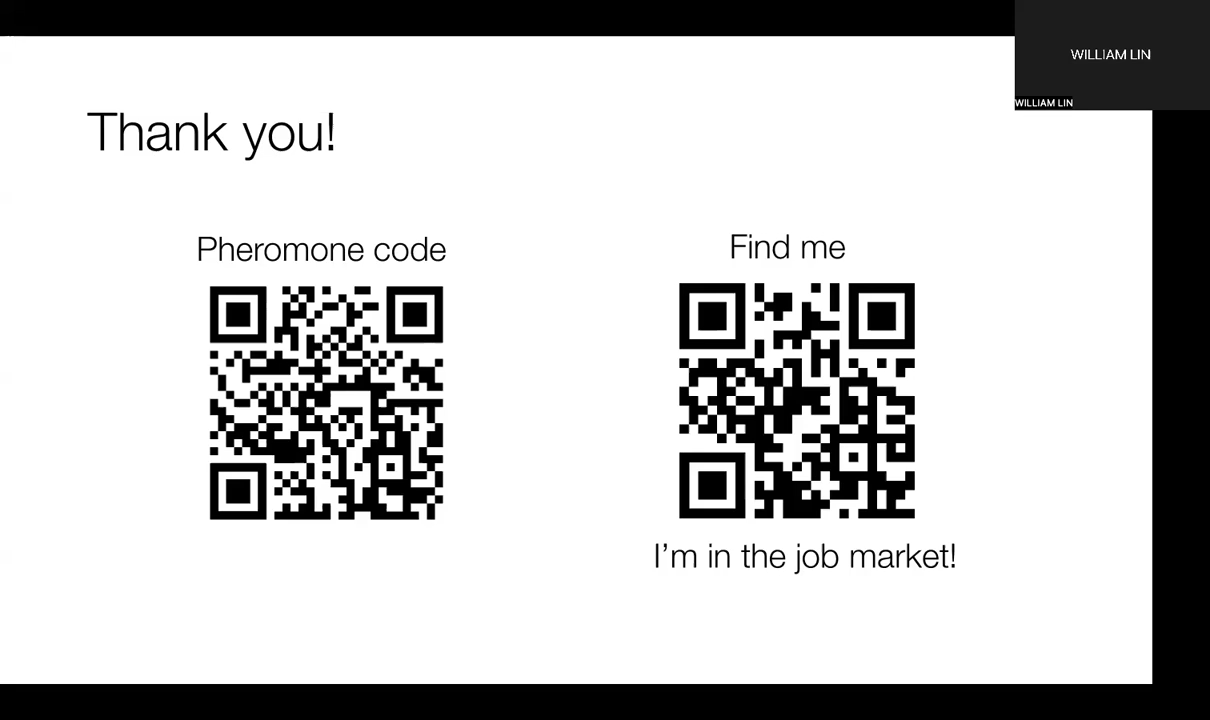 WILLIAM LIN
WILLIAM LIN
Thank you!
Pheromone code
Find me
I'm in the job market!